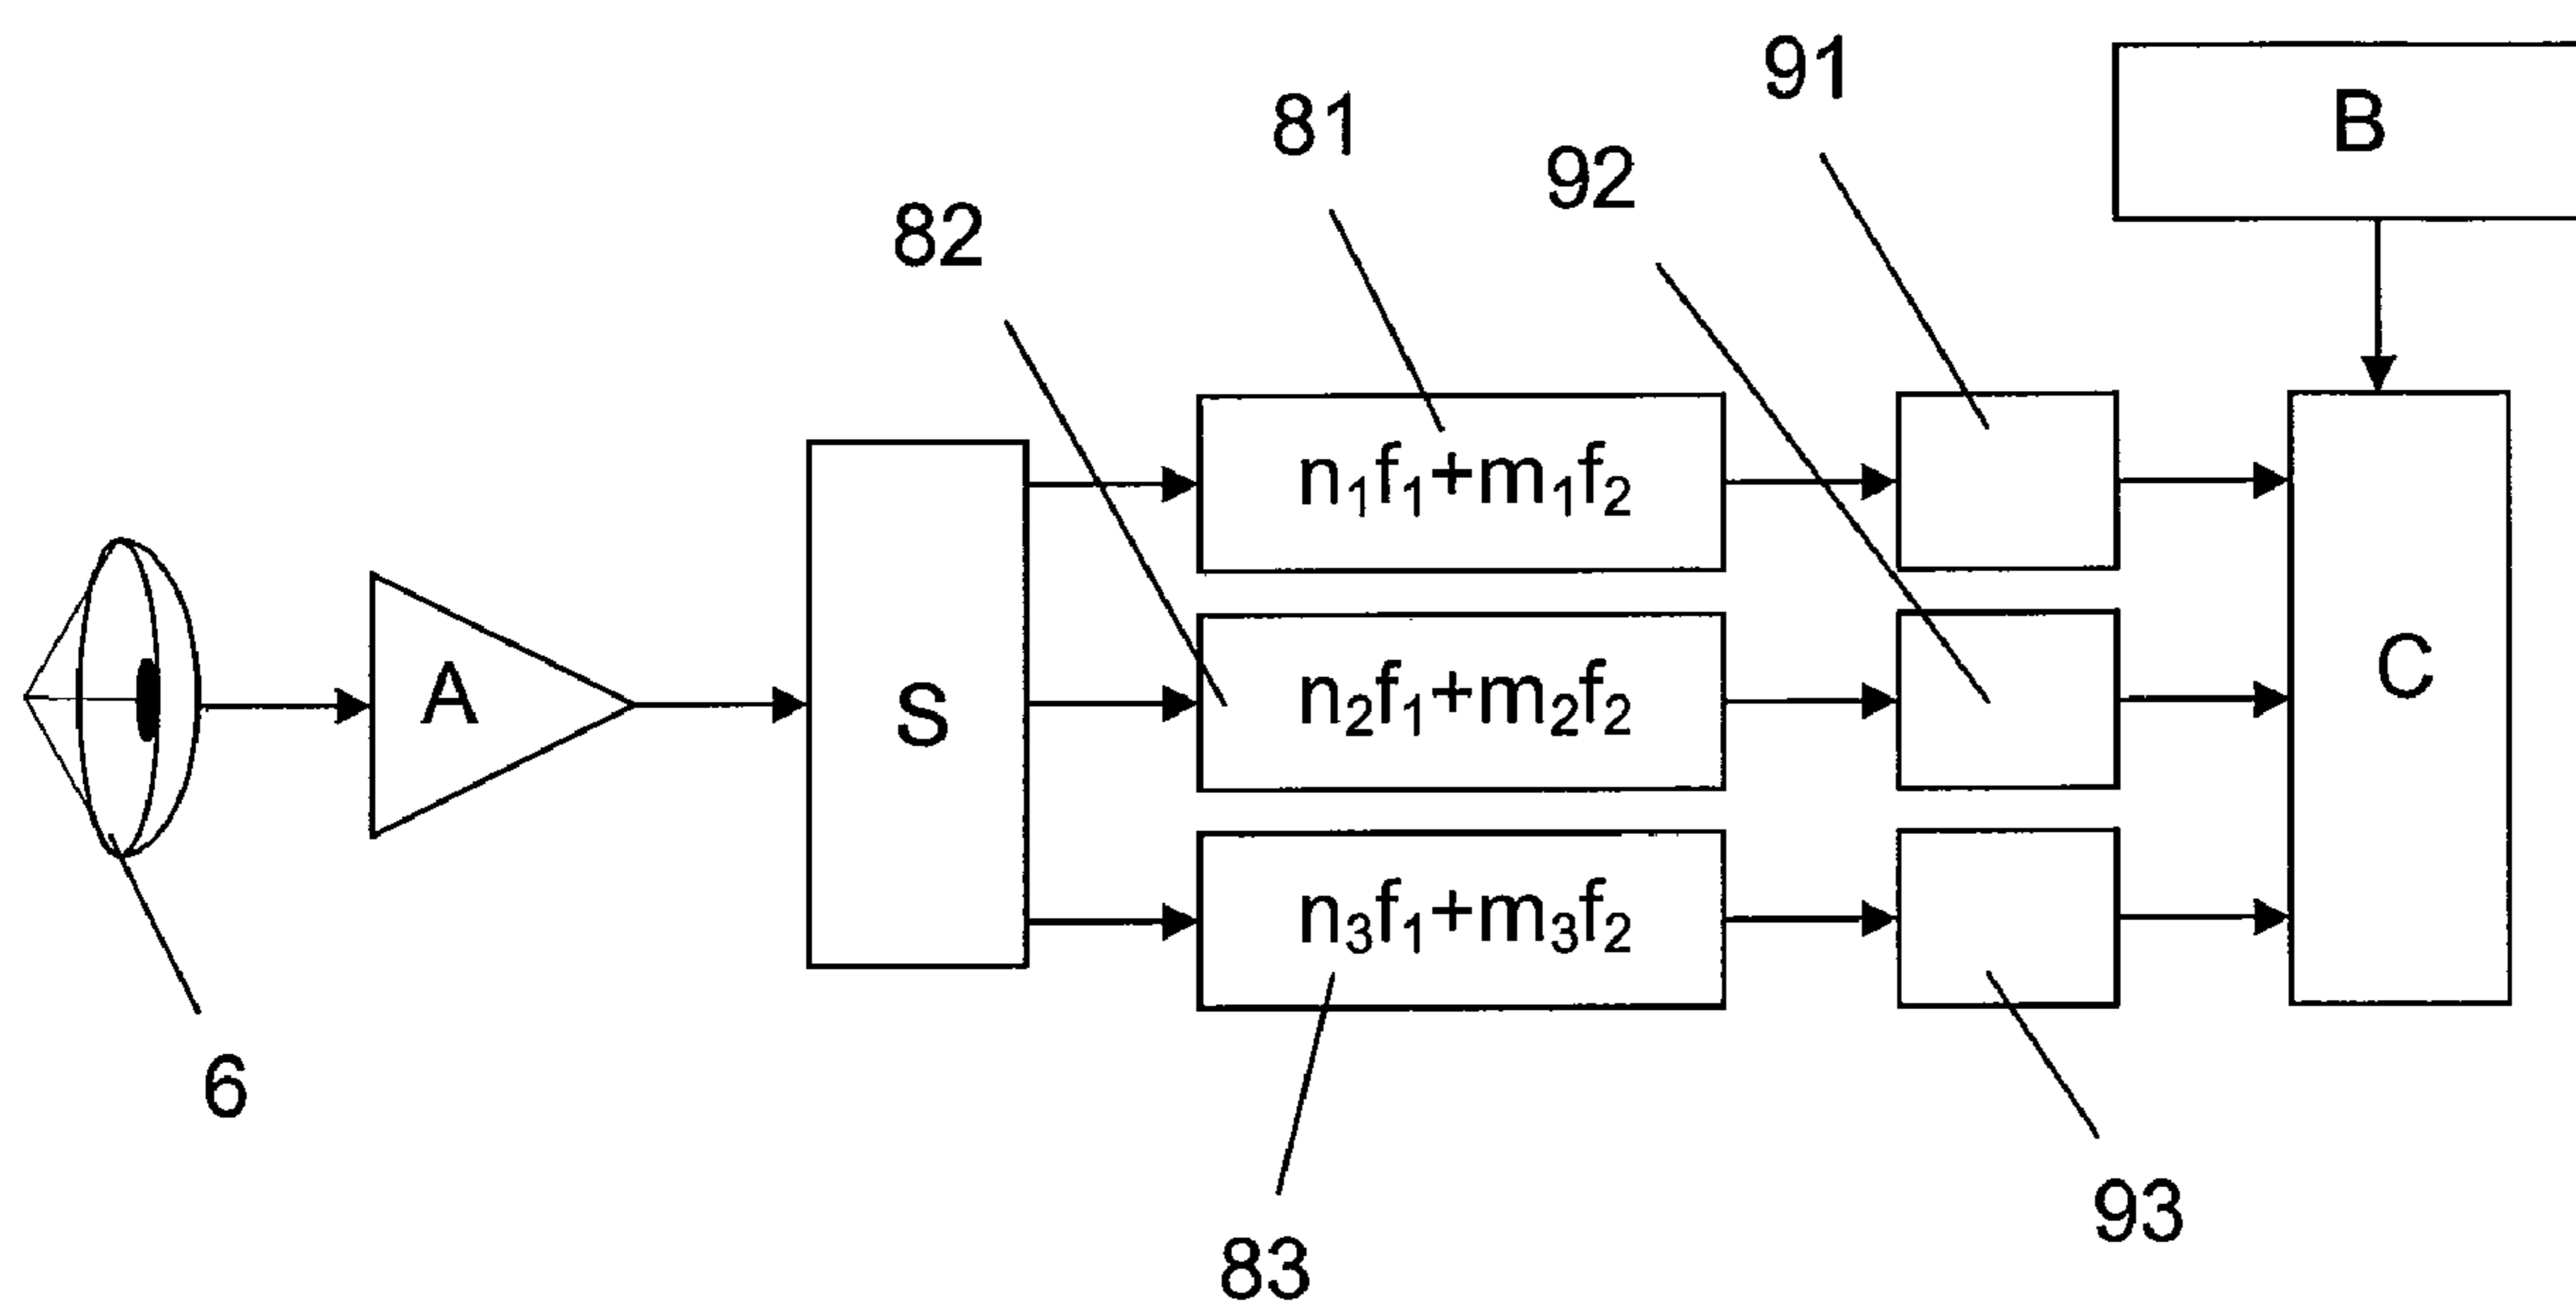 91
B
81
92
82
n₁f₁+m₁f₂
A
S
n₂f₁+m₂f₂
C
n₃f₁+m₃f₂
6
93
83